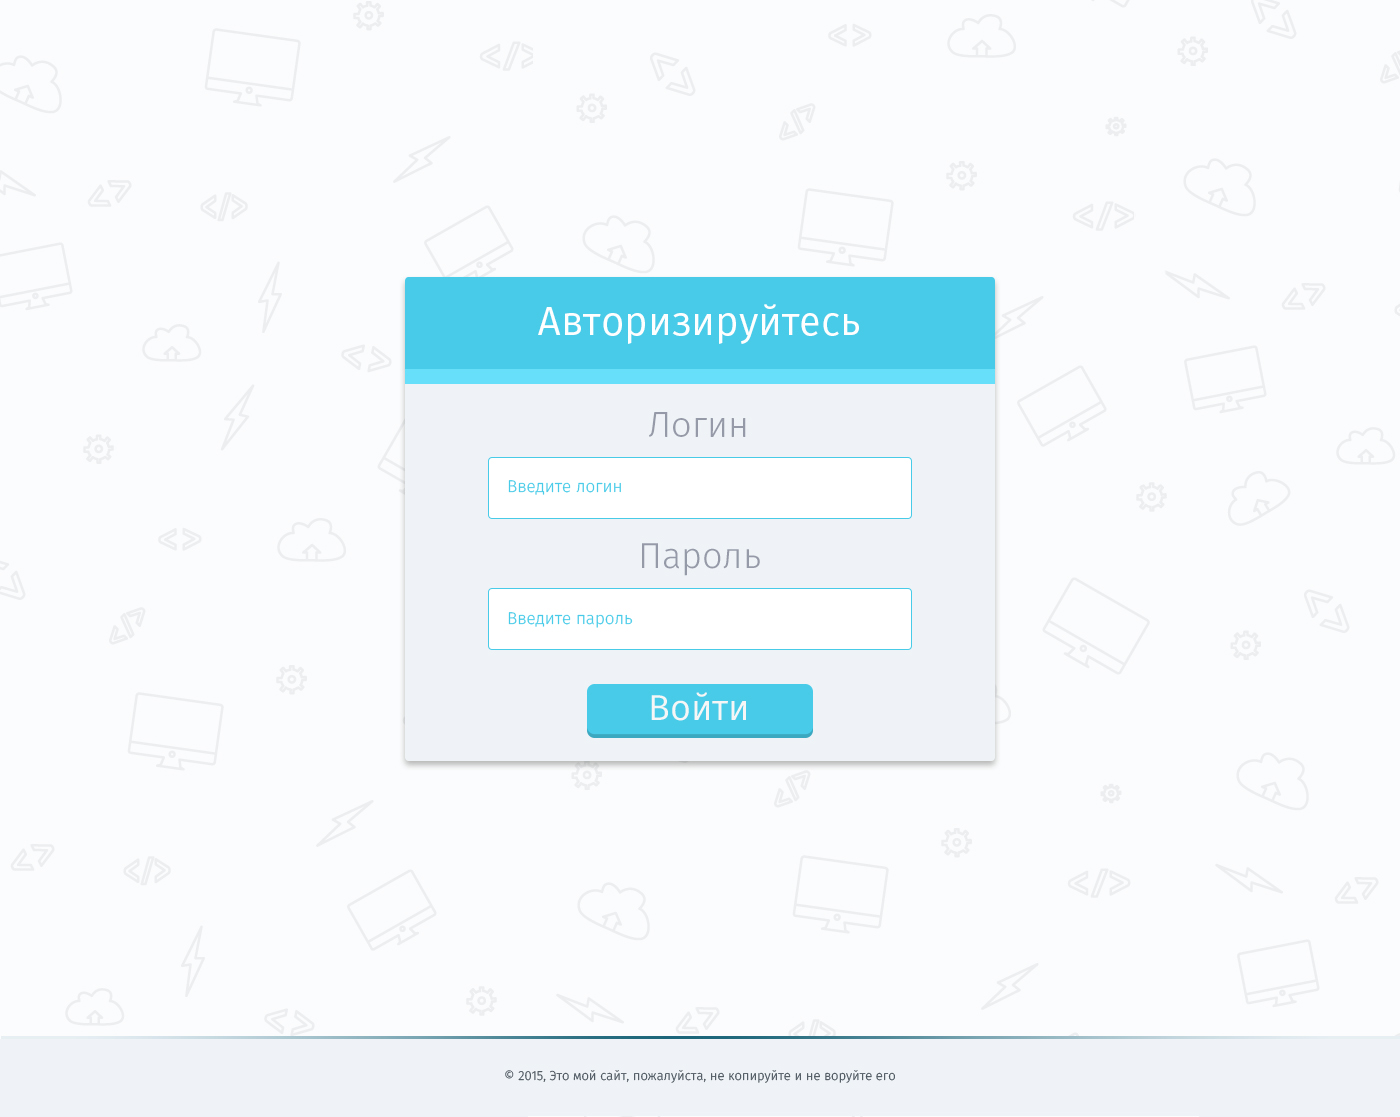 Авторизируйтесь
Логин
Введите логин
Пароль
Введите пароль
Войти
© 2015, Это мой сайт, пожалуйста, не копируйте и не воруйте его